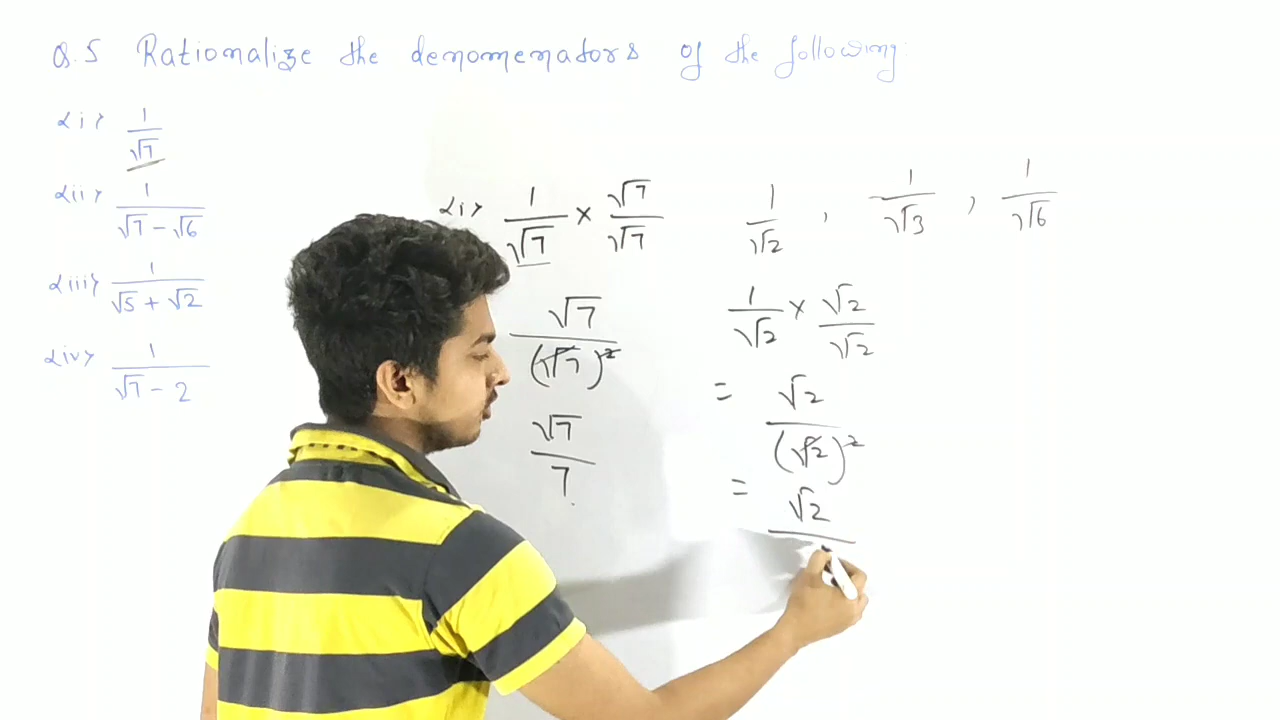 Q.5 Rationalize the denomenators of the following:
<i> 1/√7
<ii> 1/(√7 − √6)
<iii> 1/(√5 + √2)
<iv> 1/(√7 − 2)
<i> 1/√7 × √7/√7
√7/(√7)²
√7/7
1/√2 , 1/√3 , 1/√6
1/√2 × √2/√2
= √2/(√2)²
= √2